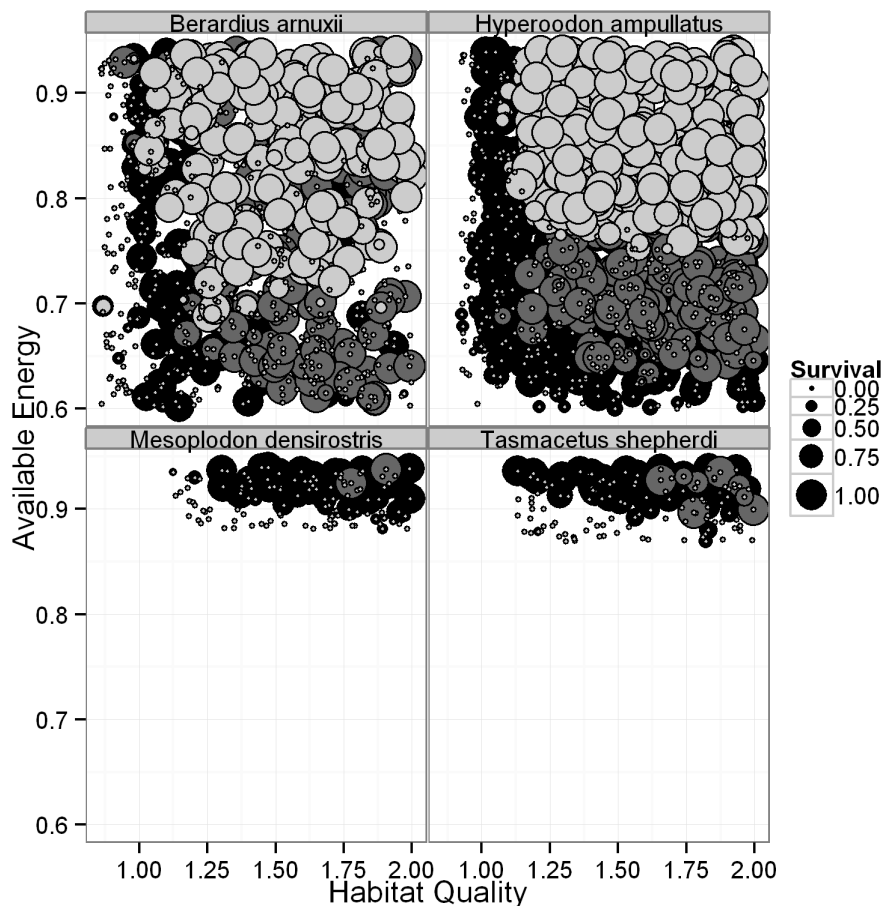 Berardius arnuxii
Hyperoodon ampullatus
0.9
0.8
0.7
0.6
Mesoplodon densirostris
Tasmacetus shepherdi
0.9
0.8
0.7
0.6
Available Energy
1.00 1.25 1.50 1.75 2.00
1.00 1.25 1.50 1.75 2.00
Habitat Quality
Survival
0.00
0.25
0.50
0.75
1.00